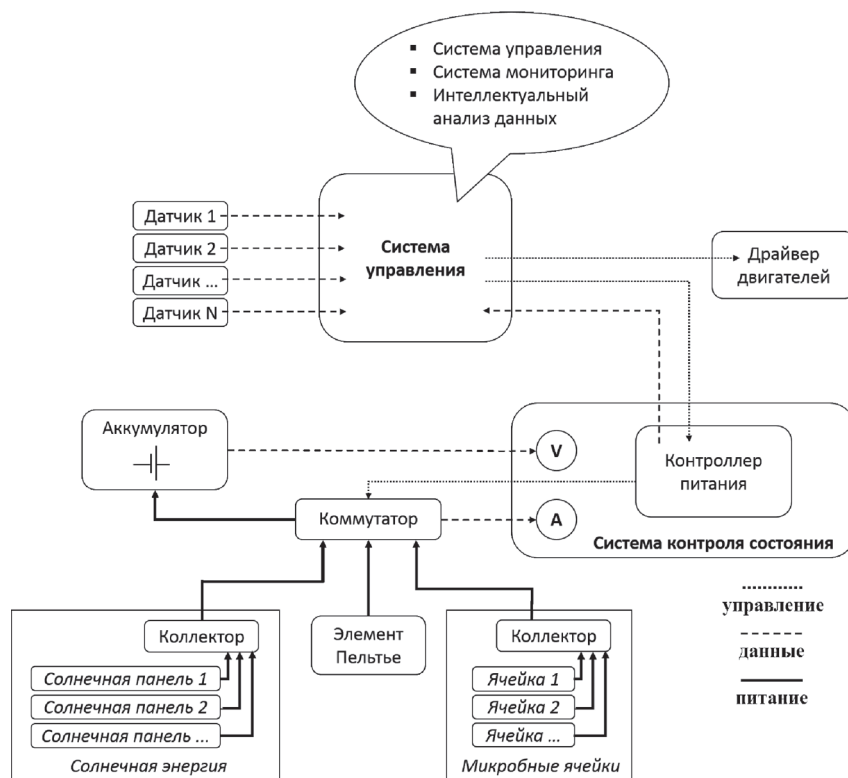 ▪ Система управления
▪ Система мониторинга
▪ Интеллектуальный
анализ данных
Датчик 1
Датчик 2
Датчик ...
Датчик N
Система
управления
Драйвер
двигателей
Аккумулятор
V
Контроллер
питания
Коммутатор
A
Система контроля состояния
Коллектор
Солнечная панель 1
Солнечная панель 2
Солнечная панель ...
Солнечная энергия
Элемент
Пельтье
Коллектор
Ячейка 1
Ячейка 2
Ячейка ...
Микробные ячейки
управление
данные
питание